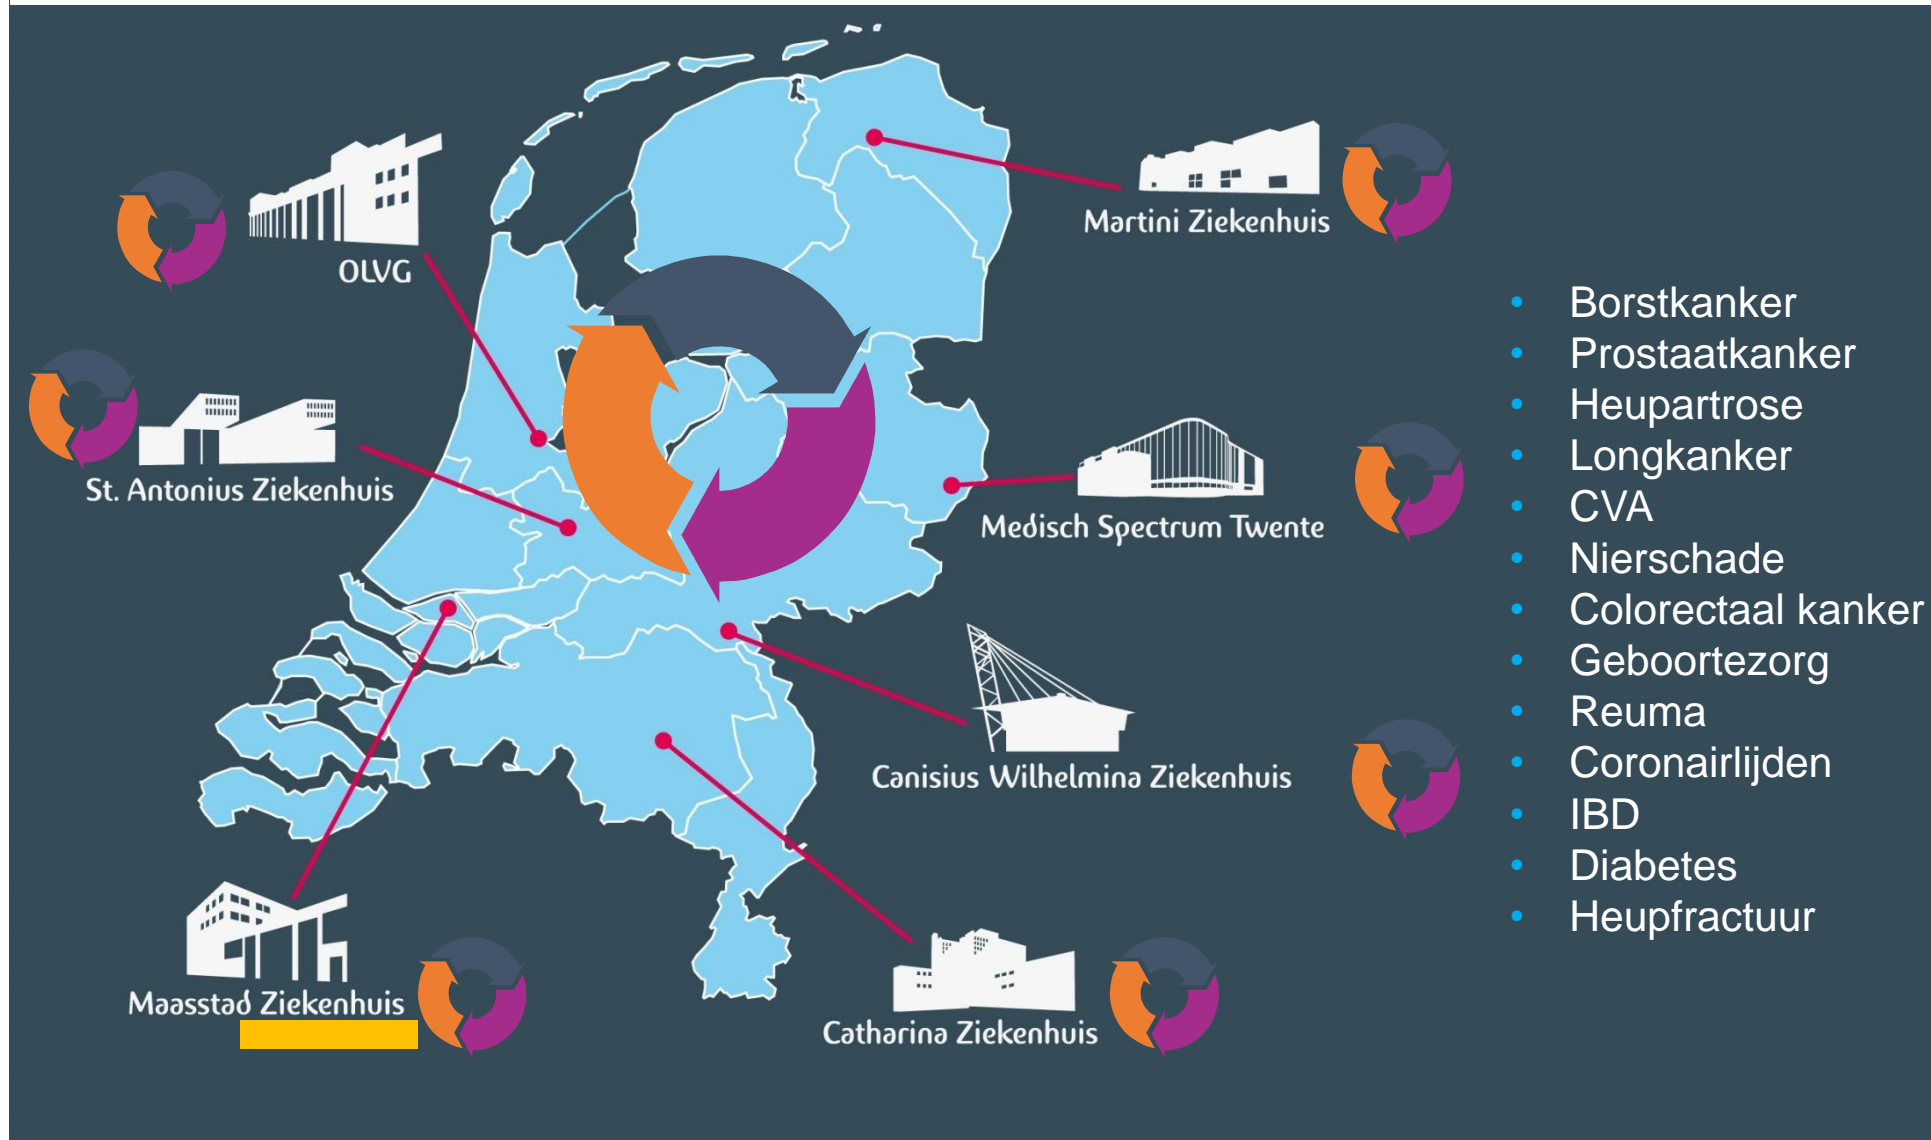 Martini Ziekenhuis
OLVG
St. Antonius Ziekenhuis
Medisch Spectrum Twente
Canisius Wilhelmina Ziekenhuis
Maasstad Ziekenhuis
Catharina Ziekenhuis
• Borstkanker
• Prostaatkanker
• Heupartrose
• Longkanker
• CVA
• Nierschade
• Colorectaal kanker
• Geboortezorg
• Reuma
• Coronairlijden
• IBD
• Diabetes
• Heupfractuur